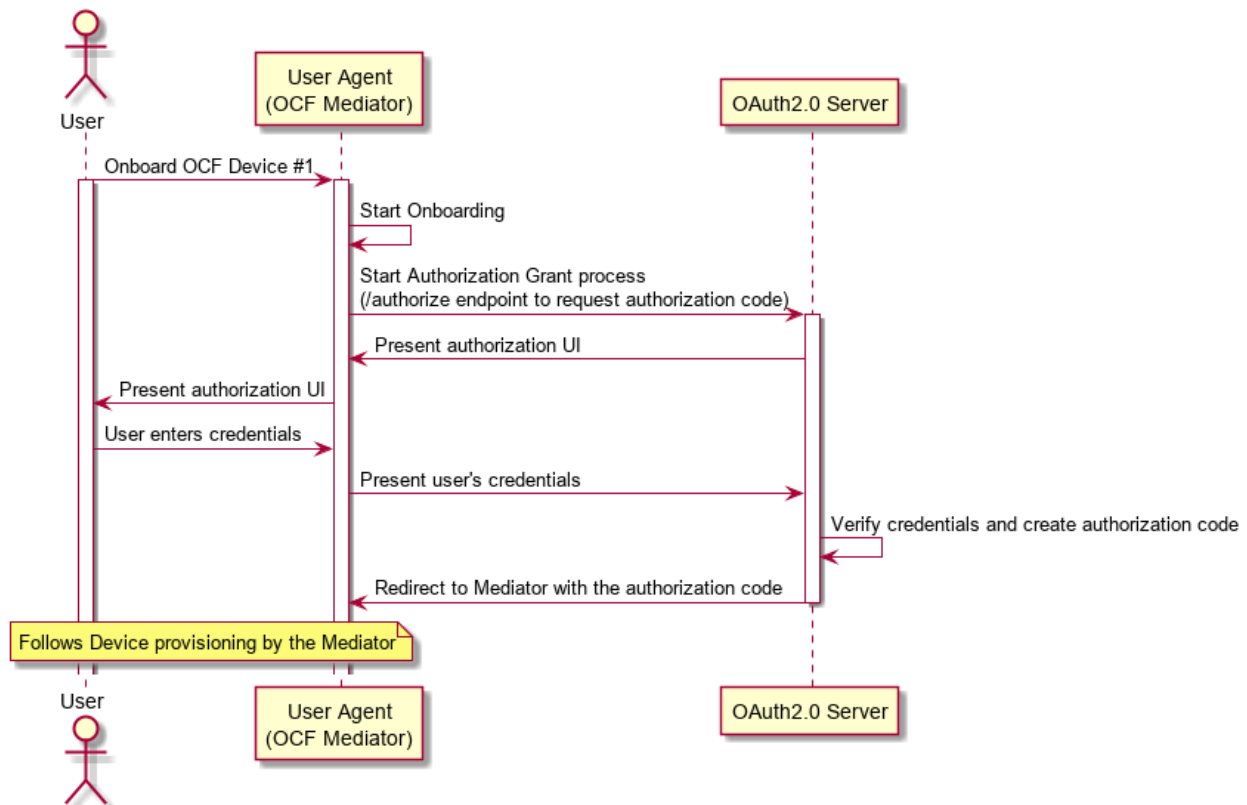 User
User Agent
(OCF Mediator)
OAuth2.0 Server
Onboard OCF Device #1
Start Onboarding
Start Authorization Grant process
(/authorize endpoint to request authorization code)
Present authorization UI
Present authorization UI
User enters credentials
Present user's credentials
Verify credentials and create authorization code
Redirect to Mediator with the authorization code
Follows Device provisioning by the Mediator
User
User Agent
(OCF Mediator)
OAuth2.0 Server